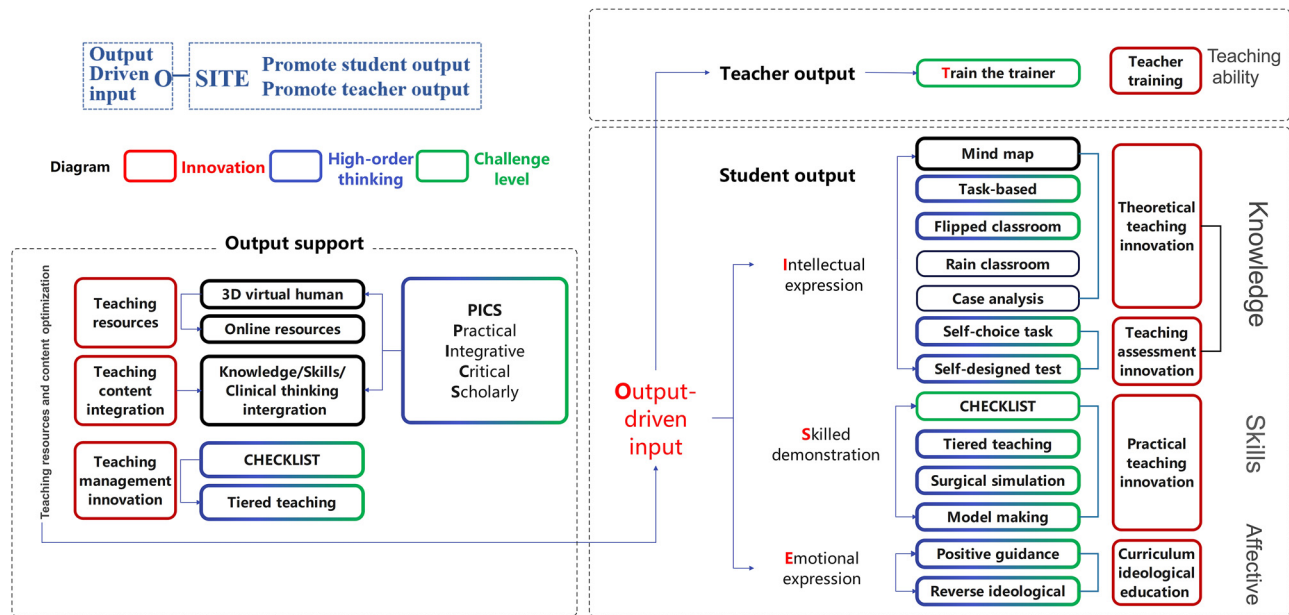 Output
Driven
input
O
SITE
Promote student output
Promote teacher output
Diagram
Innovation
High-order
thinking
Challenge
level
Output support
Teaching resources and content optimization
Teaching
resources
3D virtual human
Online resources
Teaching
content
integration
Knowledge/Skills/
Clinical thinking
intergration
Teaching
management
innovation
CHECKLIST
Tiered teaching
PICS
Practical
Integrative
Critical
Scholarly
Output-
driven
input
Teacher output
Train the trainer
Teacher
training
Teaching
ability
Student output
Intellectual
expression
Mind map
Task-based
Flipped classroom
Rain classroom
Case analysis
Self-choice task
Self-designed test
Theoretical
teaching
innovation
Teaching
assessment
innovation
Knowledge
Skilled
demonstration
CHECKLIST
Tiered teaching
Surgical simulation
Model making
Practical
teaching
innovation
Skills
Emotional
expression
Positive guidance
Reverse ideological
Curriculum
ideological
education
Affective